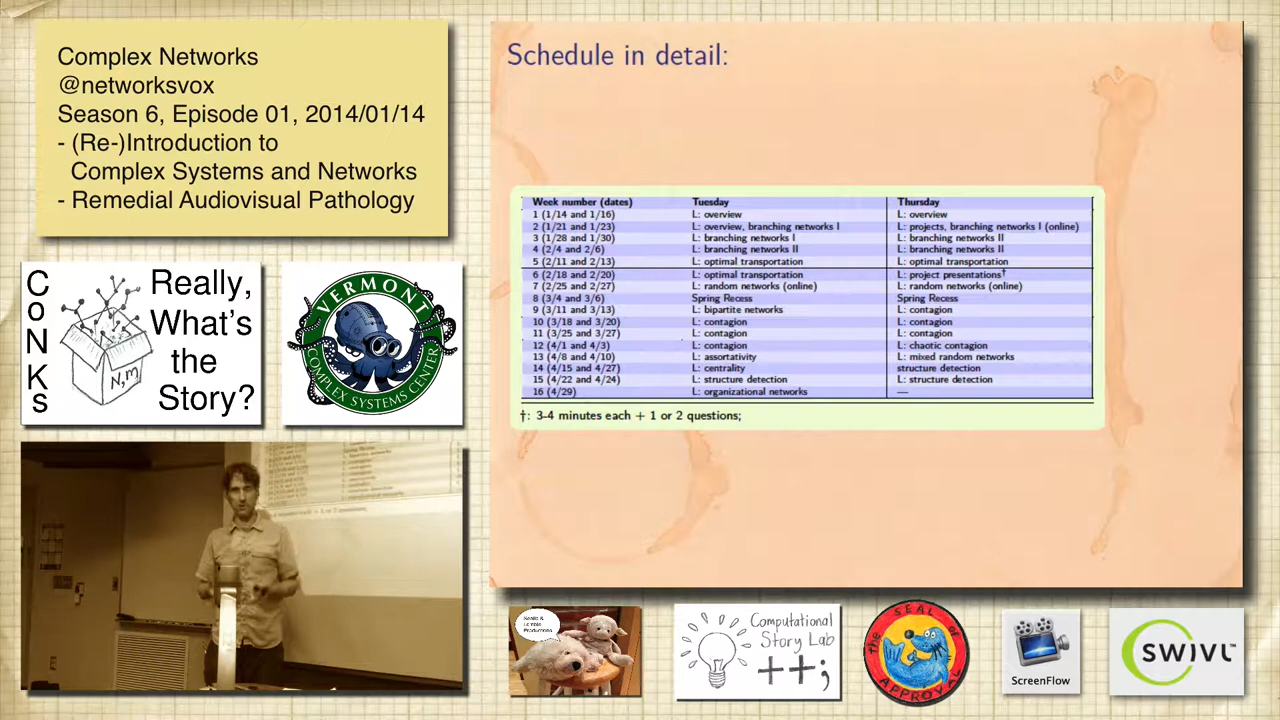 Complex Networks
@networksvox
Season 6, Episode 01, 2014/01/14
- (Re-)Introduction to
Complex Systems and Networks
- Remedial Audiovisual Pathology
CoNKs
N,m
Really,
What's
the
Story?
VERMONT
COMPLEX SYSTEMS CENTER
Schedule in detail:
Week number (dates) Tuesday Thursday
1 (1/14 and 1/16) L: overview L: overview
2 (1/21 and 1/23) L: overview, branching networks I L: projects, branching networks I (online)
3 (1/28 and 1/30) L: branching networks I L: branching networks II
4 (2/4 and 2/6) L: branching networks II L: branching networks II
5 (2/11 and 2/13) L: optimal transportation L: optimal transportation
6 (2/18 and 2/20) L: optimal transportation L: project presentations†
7 (2/25 and 2/27) L: random networks (online) L: random networks (online)
8 (3/4 and 3/6) Spring Recess Spring Recess
9 (3/11 and 3/13) L: bipartite networks L: contagion
10 (3/18 and 3/20) L: contagion L: contagion
11 (3/25 and 3/27) L: contagion L: contagion
12 (4/1 and 4/3) L: contagion L: chaotic contagion
13 (4/8 and 4/10) L: assortativity L: mixed random networks
14 (4/15 and 4/27) L: centrality structure detection
15 (4/22 and 4/24) L: structure detection L: structure detection
16 (4/29) L: organizational networks —
†: 3-4 minutes each + 1 or 2 questions;
Computational
Story Lab
++;
the SEAL of
APPROVAL
ScreenFlow
SWIVL™